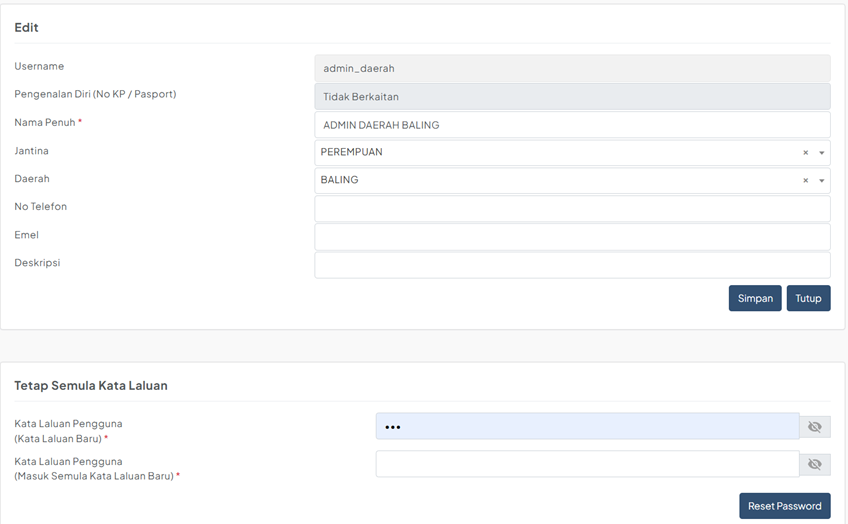 Edit
Username
admin_daerah
Pengenalan Diri (No KP / Pasport)
Tidak Berkaitan
Nama Penuh *
ADMIN DAERAH BALING
Jantina
PEREMPUAN × 
Daerah
BALING ×
No Telefon
Emel
Deskripsi
Simpan Tutup
Tetap Semula Kata Laluan
Kata Laluan Pengguna
(Kata Laluan Baru) *
•••
Kata Laluan Pengguna
(Masuk Semula Kata Laluan Baru) *
Reset Password